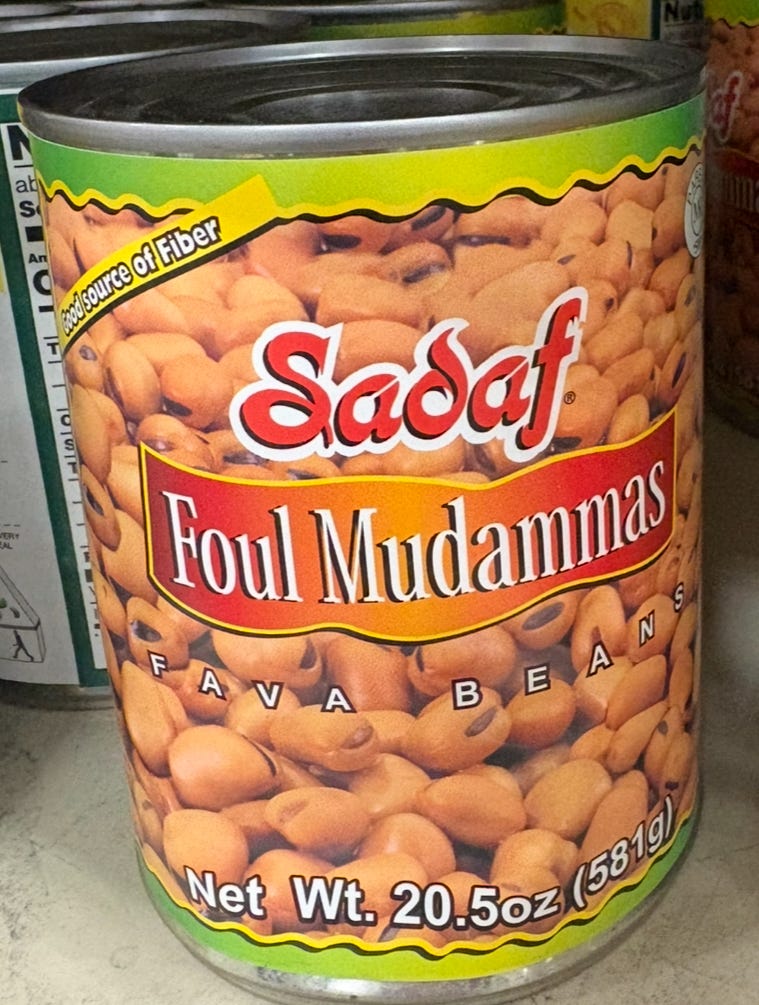 Good source of Fiber
Sadaf®
Foul Mudammas
FAVA BEANS
Net Wt. 20.5oz (581g)